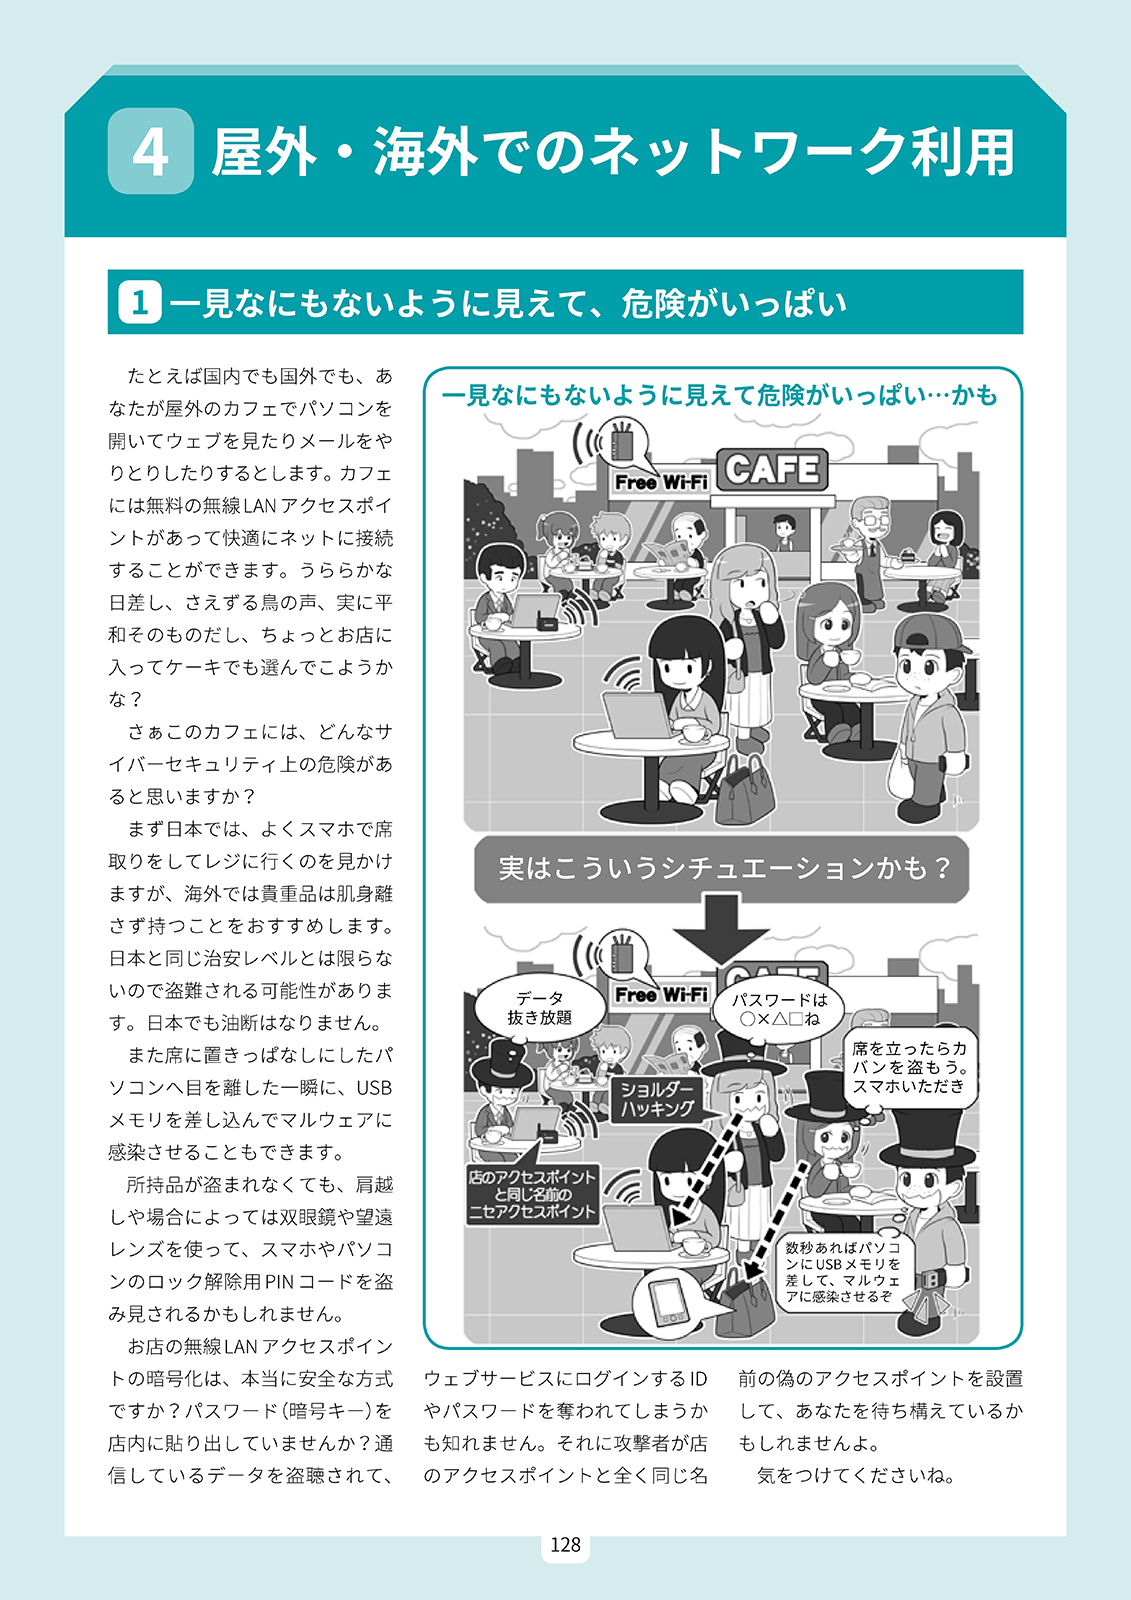 4 屋外・海外でのネットワーク利用
1 一見なにもないように見えて、危険がいっぱい
たとえば国内でも国外でも、あ
なたが屋外のカフェでパソコンを
開いてウェブを見たりメールをや
りとりしたりするとします。カフェ
には無料の無線LANアクセスポイ
ントがあって快適にネットに接続
することができます。うららかな
日差し、さえずる鳥の声、実に平
和そのものだし、ちょっとお店に
入ってケーキでも選んでこようか
な？
さぁこのカフェには、どんなサ
イバーセキュリティ上の危険があ
ると思いますか？
まず日本では、よくスマホで席
取りをしてレジに行くのを見かけ
ますが、海外では貴重品は肌身離
さず持つことをおすすめします。
日本と同じ治安レベルとは限らな
いので盗難される可能性がありま
す。日本でも油断はなりません。
また席に置きっぱなしにしたパ
ソコンへ目を離した一瞬に、USB
メモリを差し込んでマルウェアに
感染させることもできます。
所持品が盗まれなくても、肩越
しや場合によっては双眼鏡や望遠
レンズを使って、スマホやパソコ
ンのロック解除用PINコードを盗
み見されるかもしれません。
お店の無線LANアクセスポイン
トの暗号化は、本当に安全な方式
ですか？パスワード（暗号キー）を
店内に貼り出していませんか？通
信しているデータを盗聴されて、
一見なにもないように見えて危険がいっぱい…かも
Free Wi-Fi
CAFE
実はこういうシチュエーションかも？
Free Wi-Fi
CAFE
データ
抜き放題
パスワードは
○×△□ね
席を立ったらカ
バンを盗もう。
スマホいただき
ショルダー
ハッキング
店のアクセスポイント
と同じ名前の
ニセアクセスポイント
数秒あればパソコ
ンにUSBメモリを
差して、マルウェ
アに感染させるぞ
ウェブサービスにログインするID
やパスワードを奪われてしまうか
も知れません。それに攻撃者が店
のアクセスポイントと全く同じ名
前の偽のアクセスポイントを設置
して、あなたを待ち構えているか
もしれませんよ。
気をつけてくださいね。
128